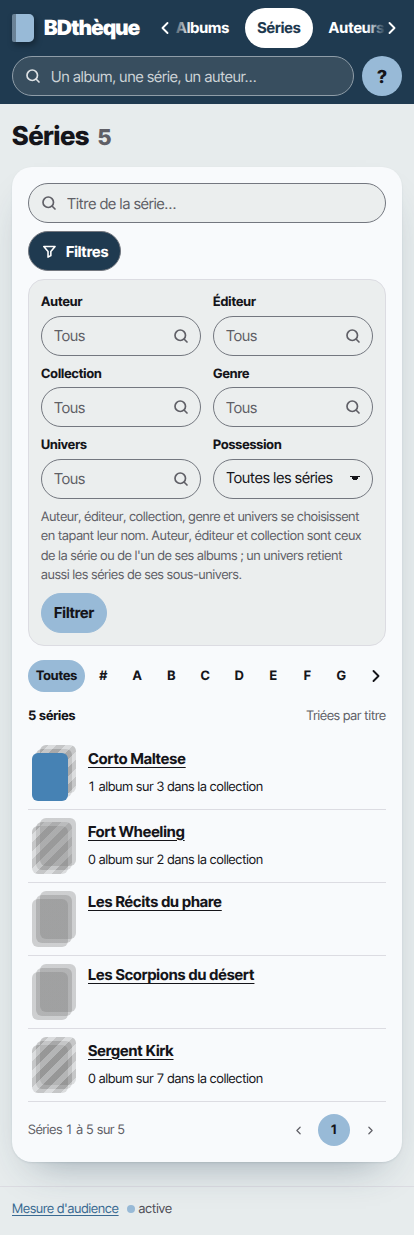 BDthèque
Albums
Séries
Auteurs
Un album, une série, un auteur…
?
Séries 5
Titre de la série…
Filtres
Auteur
Éditeur
Tous
Tous
Collection
Genre
Tous
Tous
Univers
Possession
Tous
Toutes les séries
Auteur, éditeur, collection, genre et univers se choisissent
en tapant leur nom. Auteur, éditeur et collection sont ceux
de la série ou de l'un de ses albums ; un univers retient
aussi les séries de ses sous-univers.
Filtrer
Toutes # A B C D E F G
5 séries
Triées par titre
Corto Maltese
1 album sur 3 dans la collection
Fort Wheeling
0 album sur 2 dans la collection
Les Récits du phare
Les Scorpions du désert
Sergent Kirk
0 album sur 7 dans la collection
Séries 1 à 5 sur 5
‹ 1 ›
Mesure d'audience
active